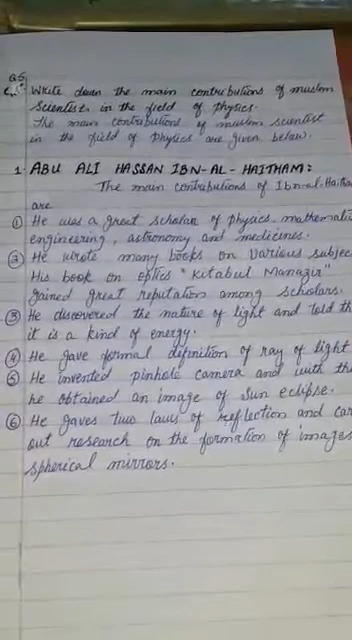 Q5
Write down the main contributions of muslim
scientists in the field of physics.
The main contributions of muslim scientist
in the field of Physics are given below.
1. ABU ALI HASSAN IBN-AL-HAITHAM:
The main contributions of Ibn-al-Haitha
are
① He was a great scholar of physics, mathematic
engineering, astronomy and medicines.
② He wrote many books on various subjec
His book on optics "Kitabul Manazir"
gained great reputation among scholars.
③ He discovered the nature of light and told th
it is a kind of energy.
④ He gave formal definition of ray of light
⑤ He invented pinhole camera and with th
he obtained an image of sun eclipse.
⑥ He gaves two laws of reflection and car
out research on the formation of images
spherical mirrors.